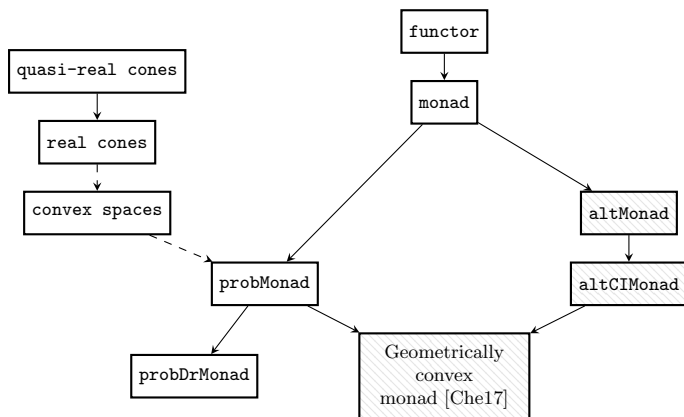 functor
quasi-real cones
monad
real cones
convex spaces
altMonad
probMonad
altCIMonad
Geometrically
convex
monad [Che17]
probDrMonad